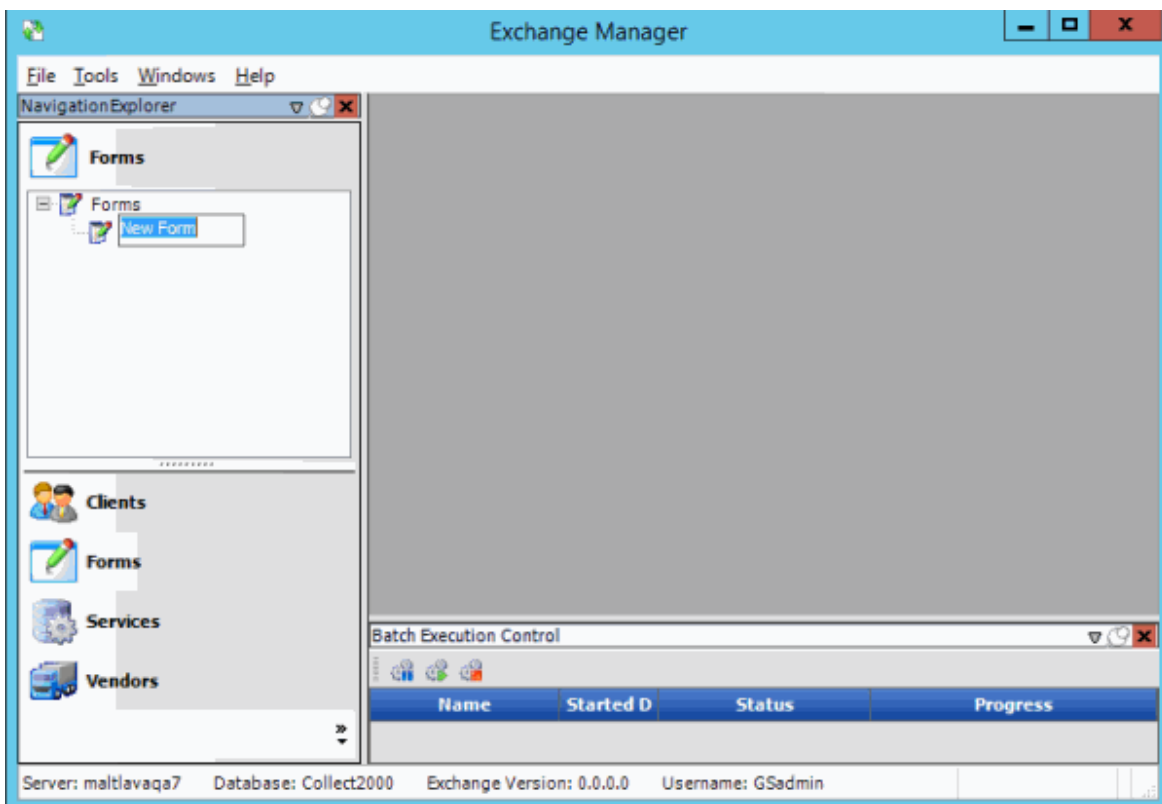 Exchange Manager
File Tools Windows Help
NavigationExplorer
Forms
Forms
New Form
Clients
Forms
Services
Vendors
Batch Execution Control
Name Started D Status Progress
Server: maltlavaqa7 Database: Collect2000 Exchange Version: 0.0.0.0 Username: GSadmin